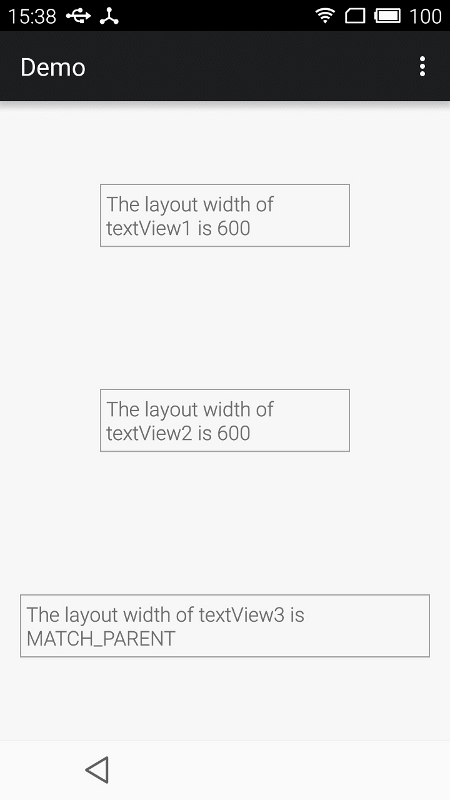 15:38 100
Demo
The layout width of
textView1 is 600
The layout width of
textView2 is 600
The layout width of textView3 is
MATCH_PARENT